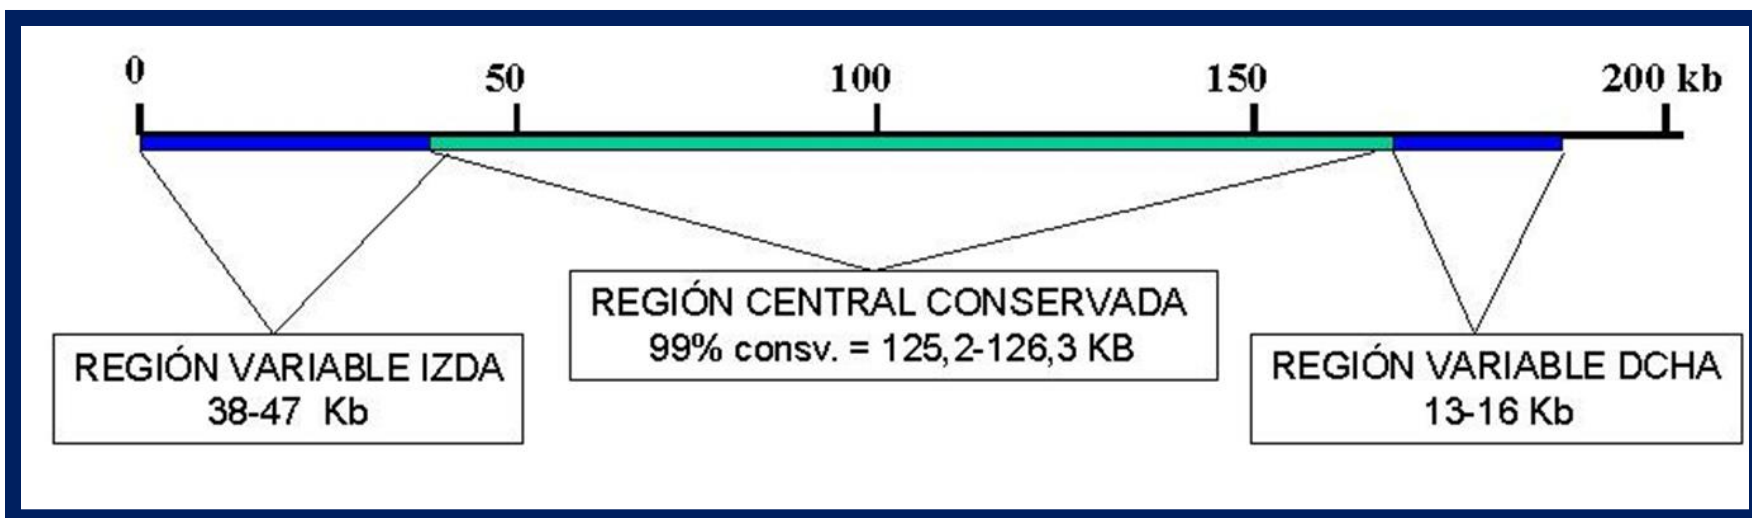 0 50 100 150 200 kb
REGIÓN CENTRAL CONSERVADA
99% consv. = 125,2-126,3 KB
REGIÓN VARIABLE IZDA
38-47 Kb
REGIÓN VARIABLE DCHA
13-16 Kb